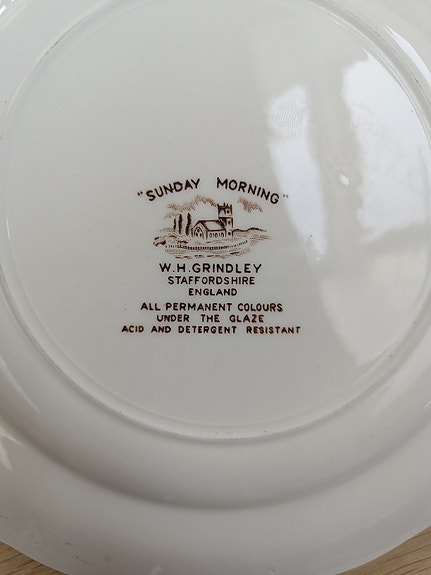 "SUNDAY MORNING"
W.H.GRINDLEY
STAFFORDSHIRE
ENGLAND
ALL PERMANENT COLOURS
UNDER THE GLAZE
ACID AND DETERGENT RESISTANT